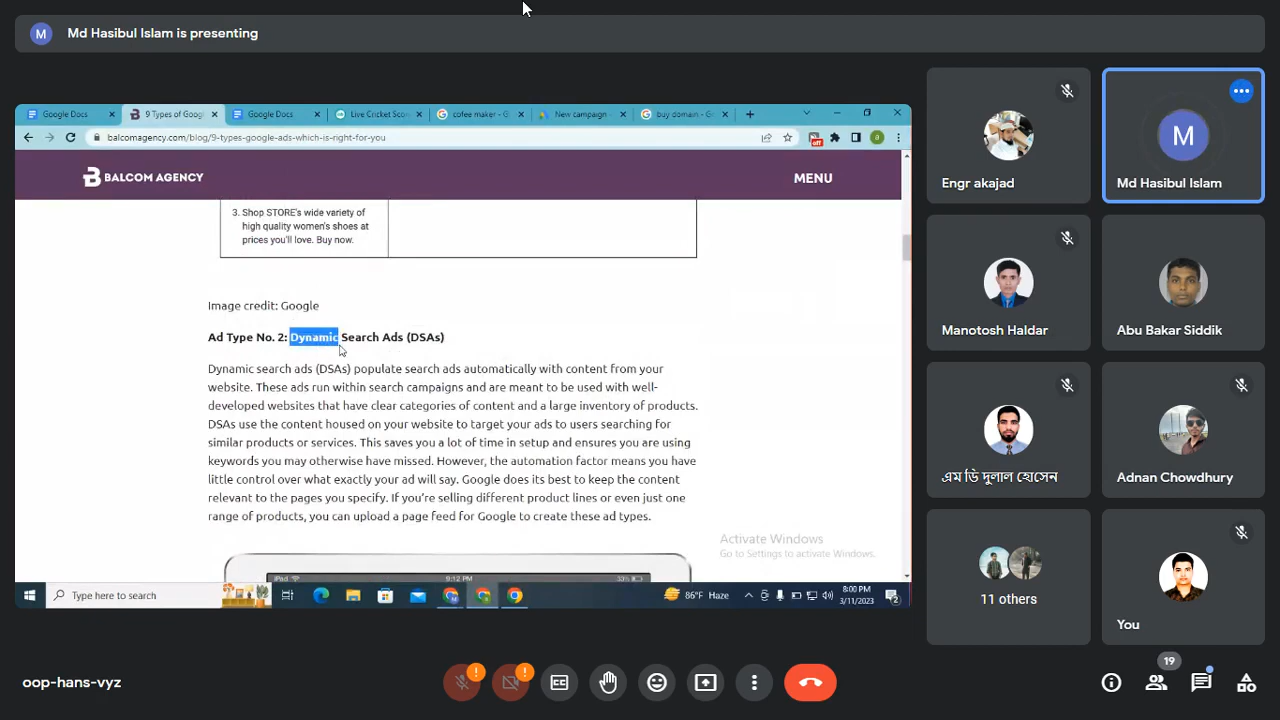 M Md Hasibul Islam is presenting
Google Docs
9 Types of Googl
Google Docs
Live Cricket Scor
cofee maker - G
New campaign
buy domain - G
balcomagency.com/blog/9-types-google-ads-which-is-right-for-you
off
a
BALCOM AGENCY
MENU
3. Shop STORE's wide variety of
high quality women's shoes at
prices you'll love. Buy now.
Image credit: Google
Ad Type No. 2: Dynamic Search Ads (DSAs)
Dynamic search ads (DSAs) populate search ads automatically with content from your
website. These ads run within search campaigns and are meant to be used with well-
developed websites that have clear categories of content and a large inventory of products.
DSAs use the content housed on your website to target your ads to users searching for
similar products or services. This saves you a lot of time in setup and ensures you are using
keywords you may otherwise have missed. However, the automation factor means you have
little control over what exactly your ad will say. Google does its best to keep the content
relevant to the pages you specify. If you're selling different product lines or even just one
range of products, you can upload a page feed for Google to create these ad types.
Activate Windows
Go to Settings to activate Windows.
iPad
9:12 PM
Type here to search
86°F Haze
8:00 PM
3/11/2023
2
Engr akajad
M
Md Hasibul Islam
Manotosh Haldar
Abu Bakar Siddik
এম ডি দুলাল হোসেন
Adnan Chowdhury
11 others
You
oop-hans-vyz
19